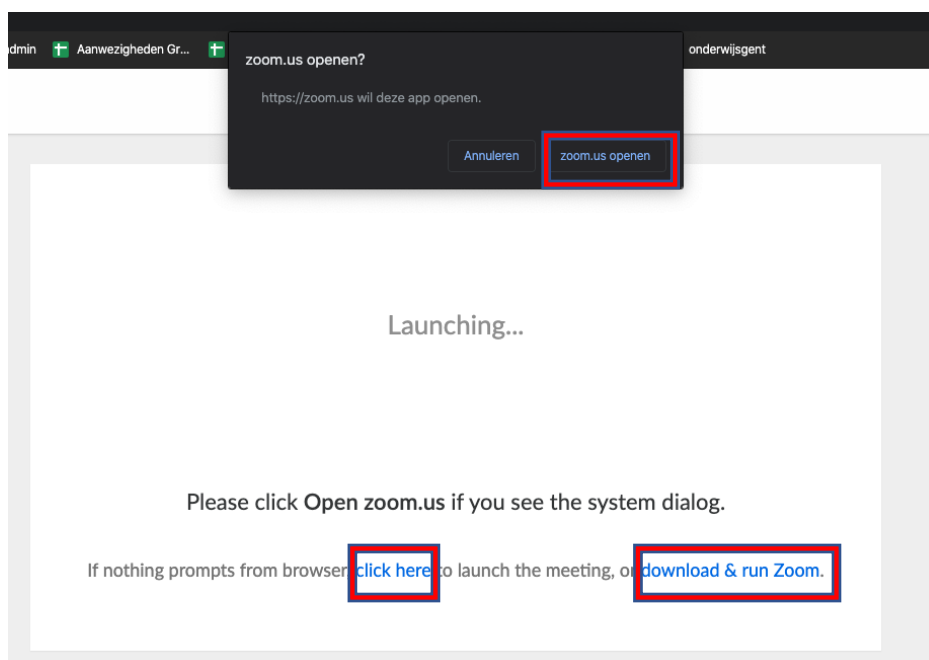 dmin Aanwezigheden Gr... onderwijsgent
zoom.us openen?
https://zoom.us wil deze app openen.
Annuleren zoom.us openen
Launching...
Please click Open zoom.us if you see the system dialog.
If nothing prompts from browser, click here to launch the meeting, or download & run Zoom.